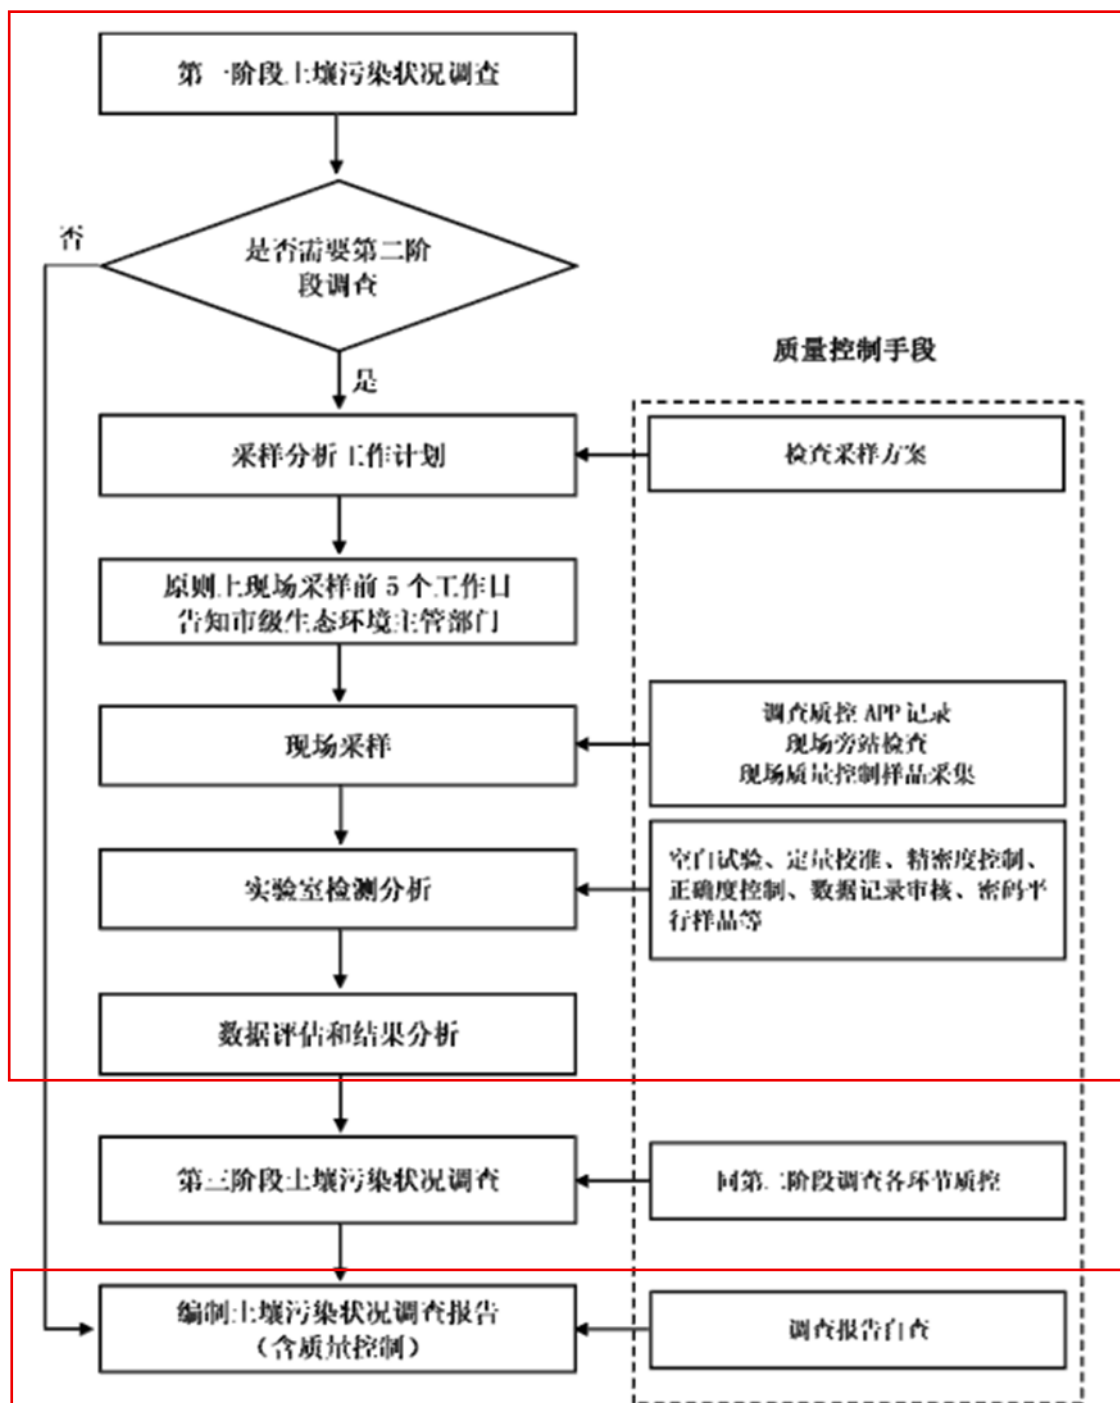 第一阶段土壤污染状况调查
否
是否需要第二阶
段调查
质量控制手段
是
采样分析工作计划
检查采样方案
原则上现场采样前 5 个工作日
告知市级生态环境主管部门
现场采样
调查质控 APP 记录
现场旁站检查
现场质量控制样品采集
实验室检测分析
空白试验、定量校准、精密度控制、
正确度控制、数据记录审核、密码平
行样品等
数据评估和结果分析
第三阶段土壤污染状况调查
同第二阶段调查各环节质控
编制土壤污染状况调查报告
（含质量控制）
调查报告自查